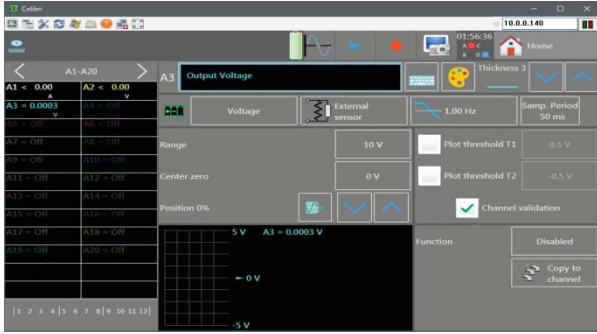 Colibri
10.0.0.140
01:56:36
A C
B D
Home
A1-A20
A3
Output Voltage
Thickness 3
A1 < 0.00
A
A2 < 0.00
V
A3 = 0.0003
V
A4 = Off
A5 = Off
A6 = Off
A7 = Off
A8 = Off
A9 = Off
A10 = Off
A11 = Off
A12 = Off
A13 = Off
A14 = Off
A15 = Off
A16 = Off
A17 = Off
A18 = Off
A19 = Off
A20 = Off
1 2 3 4 5 6 7 8 9 10 11 12
Voltage
External
sensor
1.00 Hz
Samp. Period
50 ms
Range
10 V
Center zero
0 V
Position 0%
Plot threshold T1
0.5 V
Plot threshold T2
-0.5 V
Channel validation
5 V
A3 = 0.0003 V
0 V
-5 V
Function
Disabled
Copy to
channel